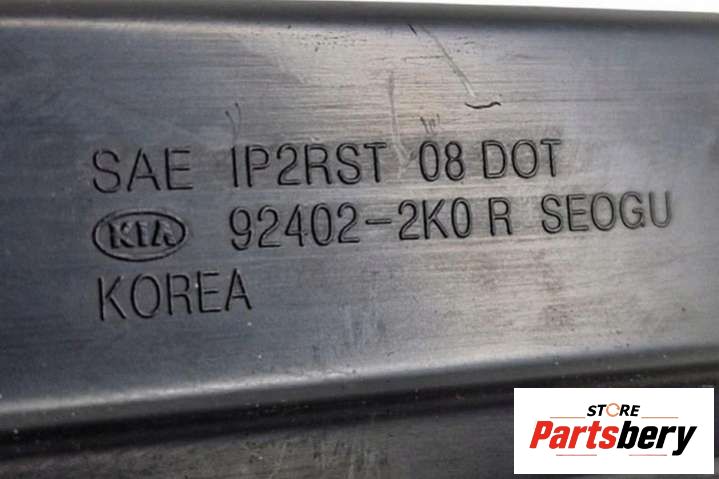 SAE IP2RST 08 DOT
KIA 92402-2K0 R SEOGU
KOREA
STORE
Partsbery